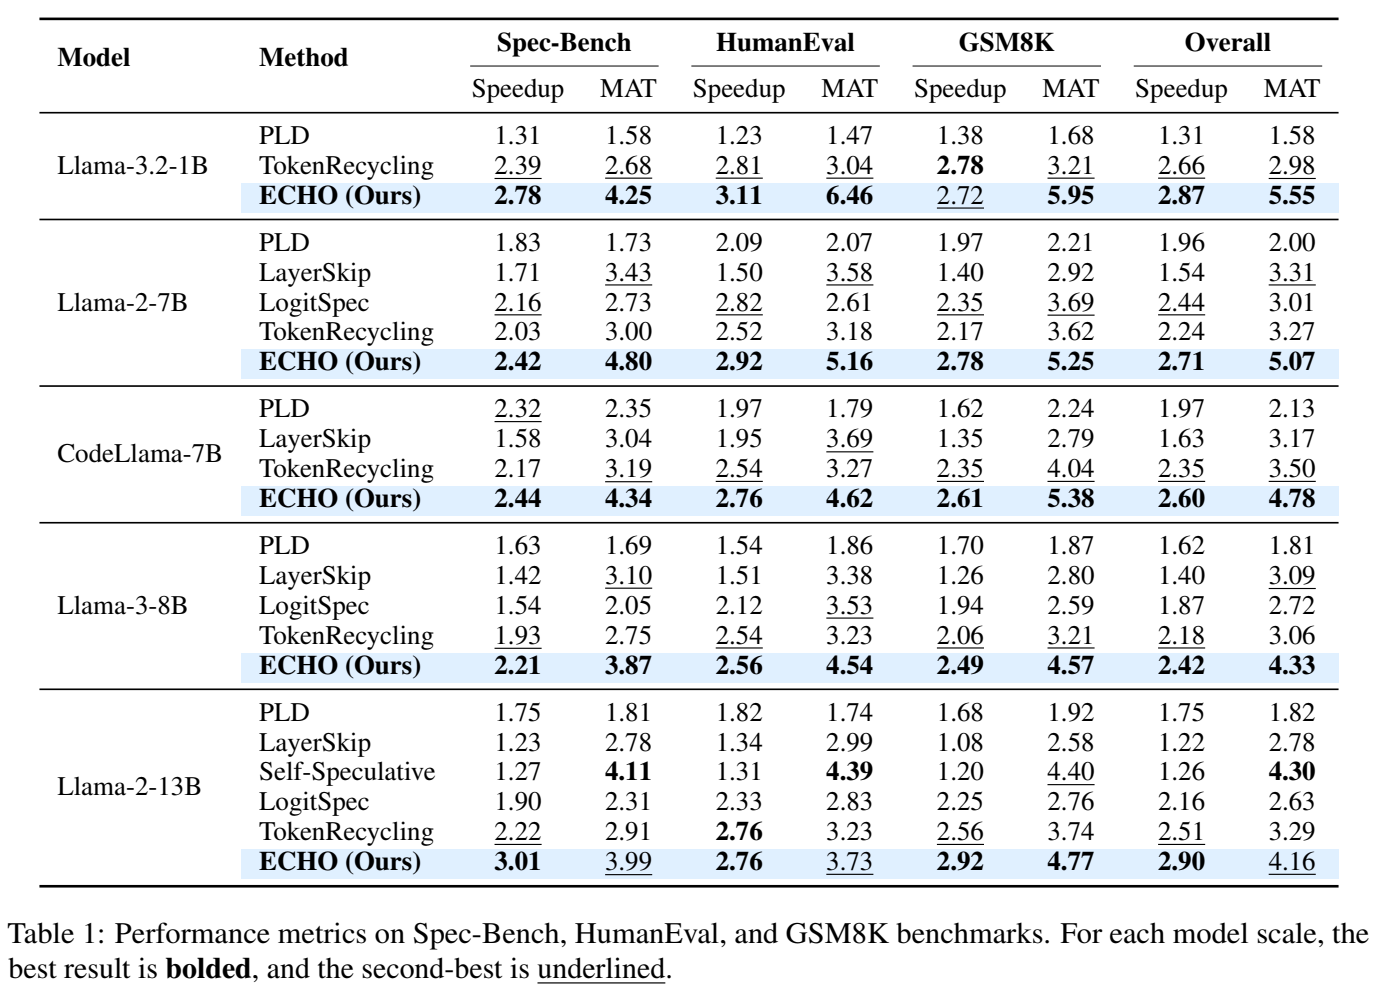 Model Method Spec-Bench HumanEval GSM8K Overall
Speedup MAT Speedup MAT Speedup MAT Speedup MAT
Llama-3.2-1B
PLD 1.31 1.58 1.23 1.47 1.38 1.68 1.31 1.58
TokenRecycling 2.39 2.68 2.81 3.04 2.78 3.21 2.66 2.98
ECHO (Ours) 2.78 4.25 3.11 6.46 2.72 5.95 2.87 5.55
Llama-2-7B
PLD 1.83 1.73 2.09 2.07 1.97 2.21 1.96 2.00
LayerSkip 1.71 3.43 1.50 3.58 1.40 2.92 1.54 3.31
LogitSpec 2.16 2.73 2.82 2.61 2.35 3.69 2.44 3.01
TokenRecycling 2.03 3.00 2.52 3.18 2.17 3.62 2.24 3.27
ECHO (Ours) 2.42 4.80 2.92 5.16 2.78 5.25 2.71 5.07
CodeLlama-7B
PLD 2.32 2.35 1.97 1.79 1.62 2.24 1.97 2.13
LayerSkip 1.58 3.04 1.95 3.69 1.35 2.79 1.63 3.17
TokenRecycling 2.17 3.19 2.54 3.27 2.35 4.04 2.35 3.50
ECHO (Ours) 2.44 4.34 2.76 4.62 2.61 5.38 2.60 4.78
Llama-3-8B
PLD 1.63 1.69 1.54 1.86 1.70 1.87 1.62 1.81
LayerSkip 1.42 3.10 1.51 3.38 1.26 2.80 1.40 3.09
LogitSpec 1.54 2.05 2.12 3.53 1.94 2.59 1.87 2.72
TokenRecycling 1.93 2.75 2.54 3.23 2.06 3.21 2.18 3.06
ECHO (Ours) 2.21 3.87 2.56 4.54 2.49 4.57 2.42 4.33
Llama-2-13B
PLD 1.75 1.81 1.82 1.74 1.68 1.92 1.75 1.82
LayerSkip 1.23 2.78 1.34 2.99 1.08 2.58 1.22 2.78
Self-Speculative 1.27 4.11 1.31 4.39 1.20 4.40 1.26 4.30
LogitSpec 1.90 2.31 2.33 2.83 2.25 2.76 2.16 2.63
TokenRecycling 2.22 2.91 2.76 3.23 2.56 3.74 2.51 3.29
ECHO (Ours) 3.01 3.99 2.76 3.73 2.92 4.77 2.90 4.16
Table 1: Performance metrics on Spec-Bench, HumanEval, and GSM8K benchmarks. For each model scale, the
best result is bolded, and the second-best is underlined.